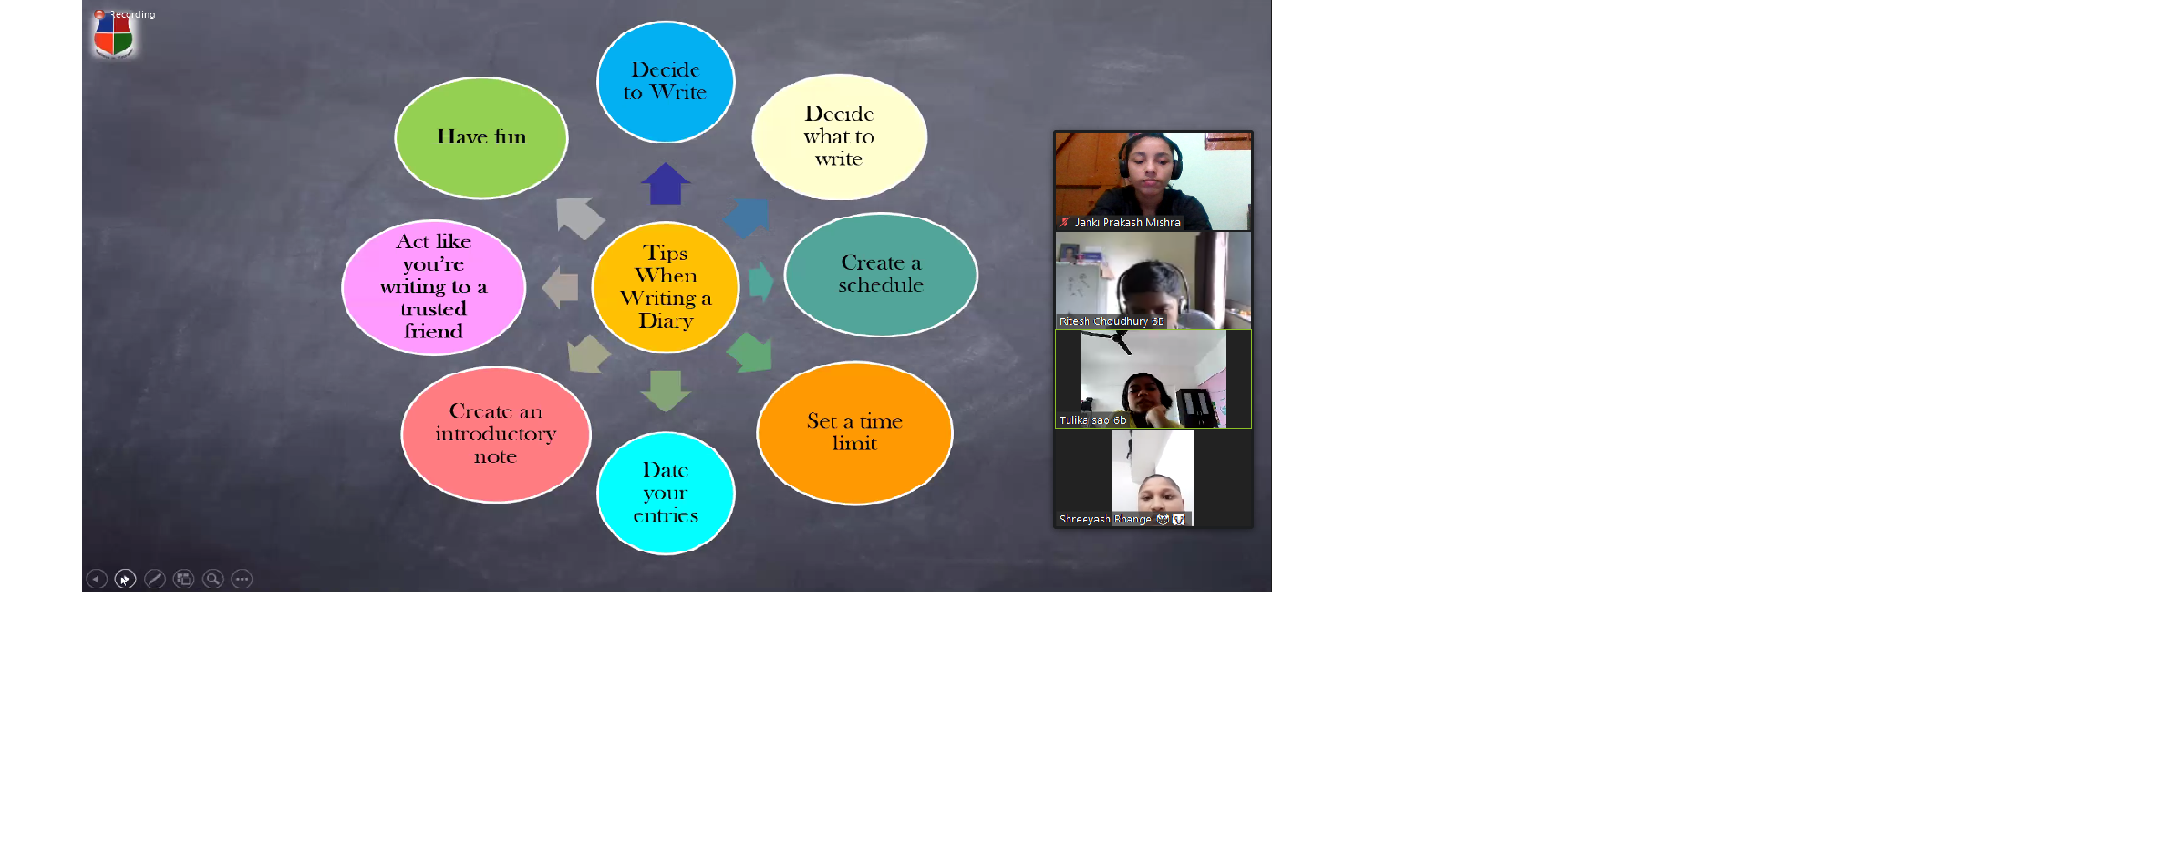 Recording
Decide
to Write
Decide
what to
write
Create a
schedule
Set a time
limit
Date
your
entries
Create an
introductory
note
Act like
you're
writing to a
trusted
friend
Have fun
Tips
When
Writing a
Diary
Janki Prakash Mishra
Ritesh Choudhury 6E
Tulika sao 6b
Shreeyash Bhange